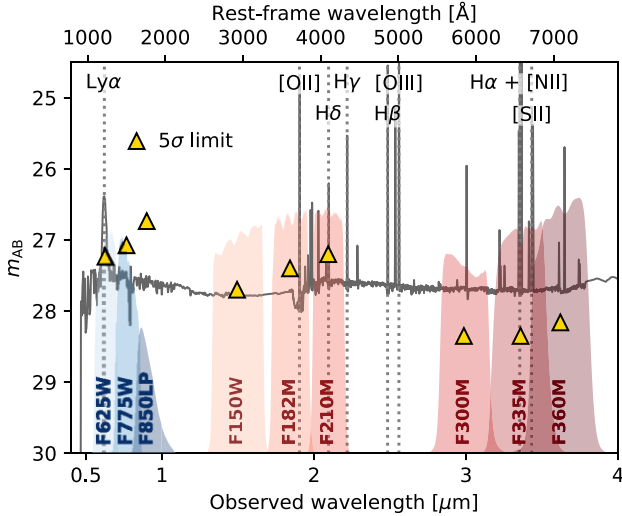 Rest-frame wavelength [Å]
1000 2000 3000 4000 5000 6000 7000
Lyα [OII] Hγ [OIII] Hα + [NII]
Hδ Hβ [SII]
5σ limit
25
26
27
28
29
30
m_AB
F625W
F775W
F850LP
F150W
F182M
F210M
F300M
F335M
F360M
0.5 1 2 3 4
Observed wavelength [μm]